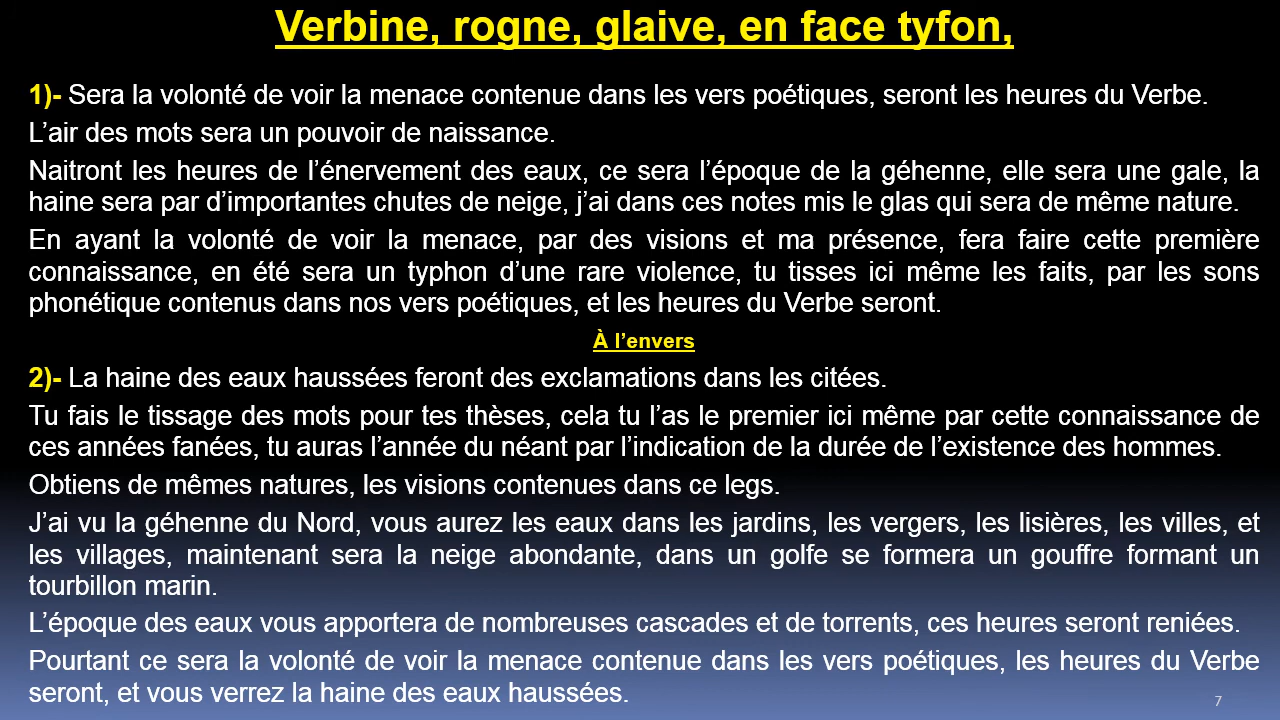 Verbine, rogne, glaive, en face tyfon,
1)- Sera la volonté de voir la menace contenue dans les vers poétiques, seront les heures du Verbe.
L’air des mots sera un pouvoir de naissance.
Naitront les heures de l’énervement des eaux, ce sera l’époque de la géhenne, elle sera une gale, la
haine sera par d’importantes chutes de neige, j’ai dans ces notes mis le glas qui sera de même nature.
En ayant la volonté de voir la menace, par des visions et ma présence, fera faire cette première
connaissance, en été sera un typhon d’une rare violence, tu tisses ici même les faits, par les sons
phonétique contenus dans nos vers poétiques, et les heures du Verbe seront.
À l’envers
2)- La haine des eaux haussées feront des exclamations dans les citées.
Tu fais le tissage des mots pour tes thèses, cela tu l’as le premier ici même par cette connaissance de
ces années fanées, tu auras l’année du néant par l’indication de la durée de l’existence des hommes.
Obtiens de mêmes natures, les visions contenues dans ce legs.
J’ai vu la géhenne du Nord, vous aurez les eaux dans les jardins, les vergers, les lisières, les villes, et
les villages, maintenant sera la neige abondante, dans un golfe se formera un gouffre formant un
tourbillon marin.
L’époque des eaux vous apportera de nombreuses cascades et de torrents, ces heures seront reniées.
Pourtant ce sera la volonté de voir la menace contenue dans les vers poétiques, les heures du Verbe
seront, et vous verrez la haine des eaux haussées.
7